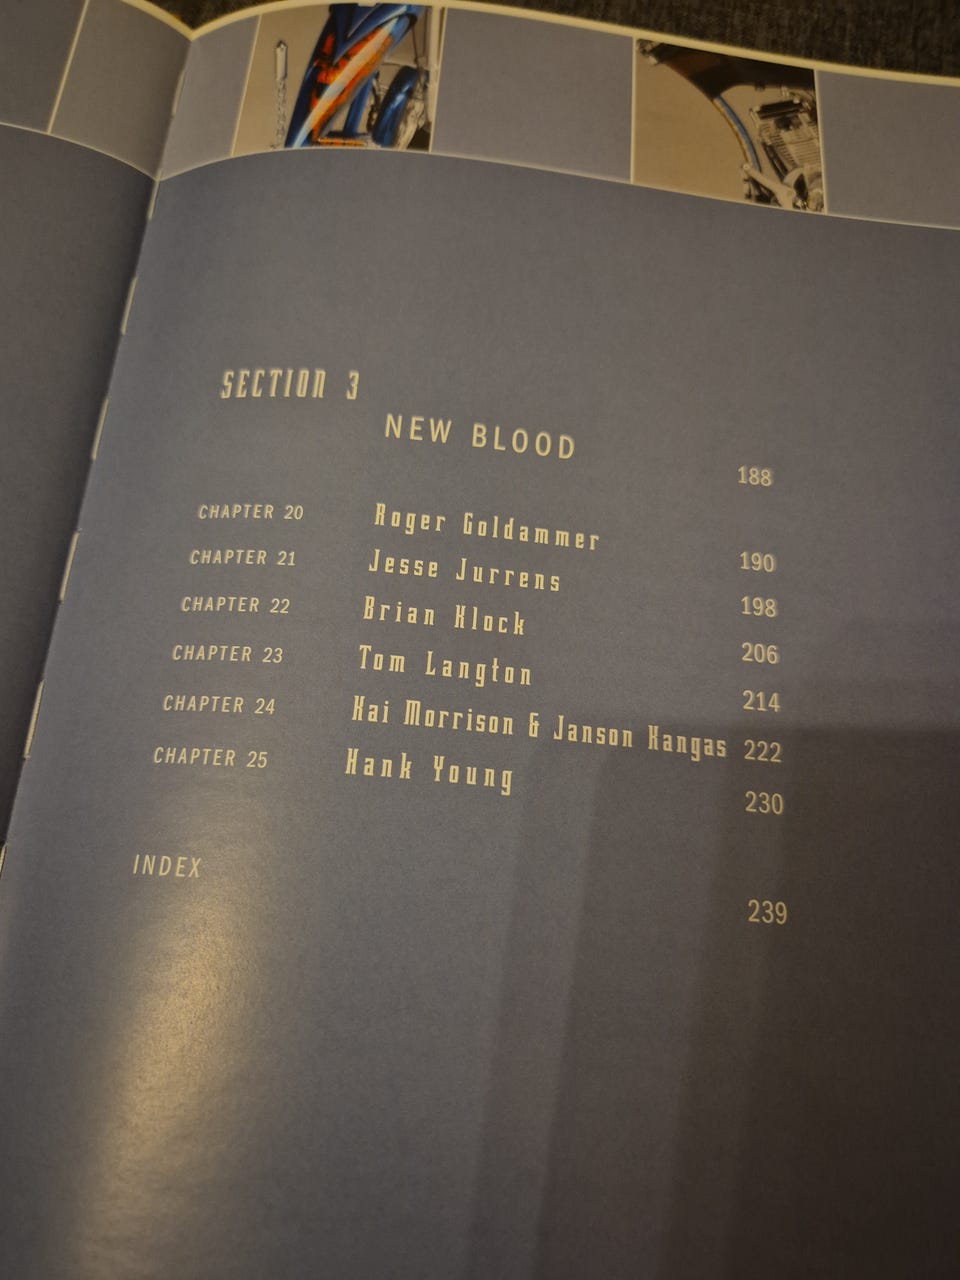 SECTION 3
NEW BLOOD 188
CHAPTER 20 Roger Goldammer 190
CHAPTER 21 Jesse Jurrens 198
CHAPTER 22 Brian Klock 206
CHAPTER 23 Tom Langton 214
CHAPTER 24 Kai Morrison & Janson Kangas 222
CHAPTER 25 Hank Young 230
INDEX 239